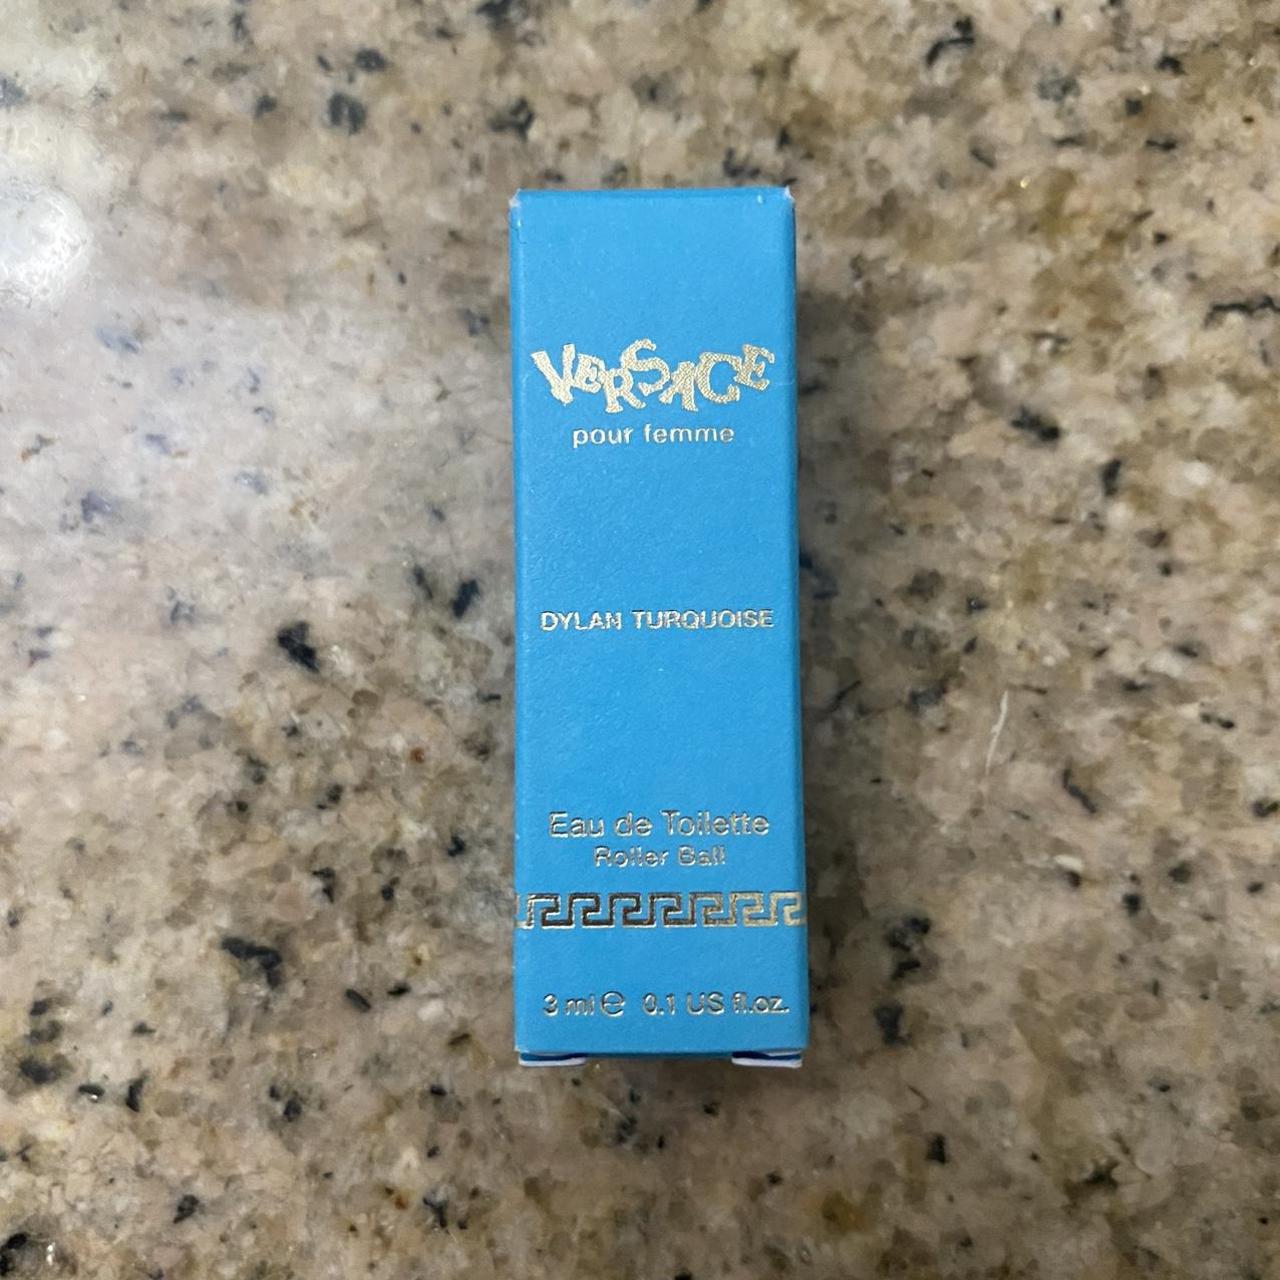 VERSACE
pour femme
DYLAN TURQUOISE
Eau de Toilette
Roller Ball
3 ml ℮ 0.1 US fl.oz.